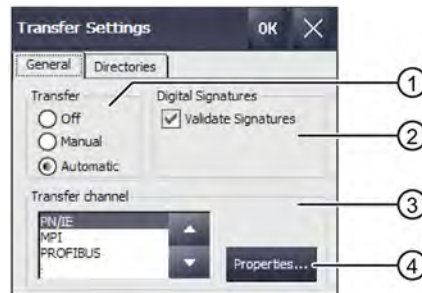 Transfer Settings OK
General Directories
Transfer
Off
Manual
Automatic
Digital Signatures
Validate Signatures
Transfer channel
PN/IE
MPI
PROFIBUS
Properties...
1
2
3
4